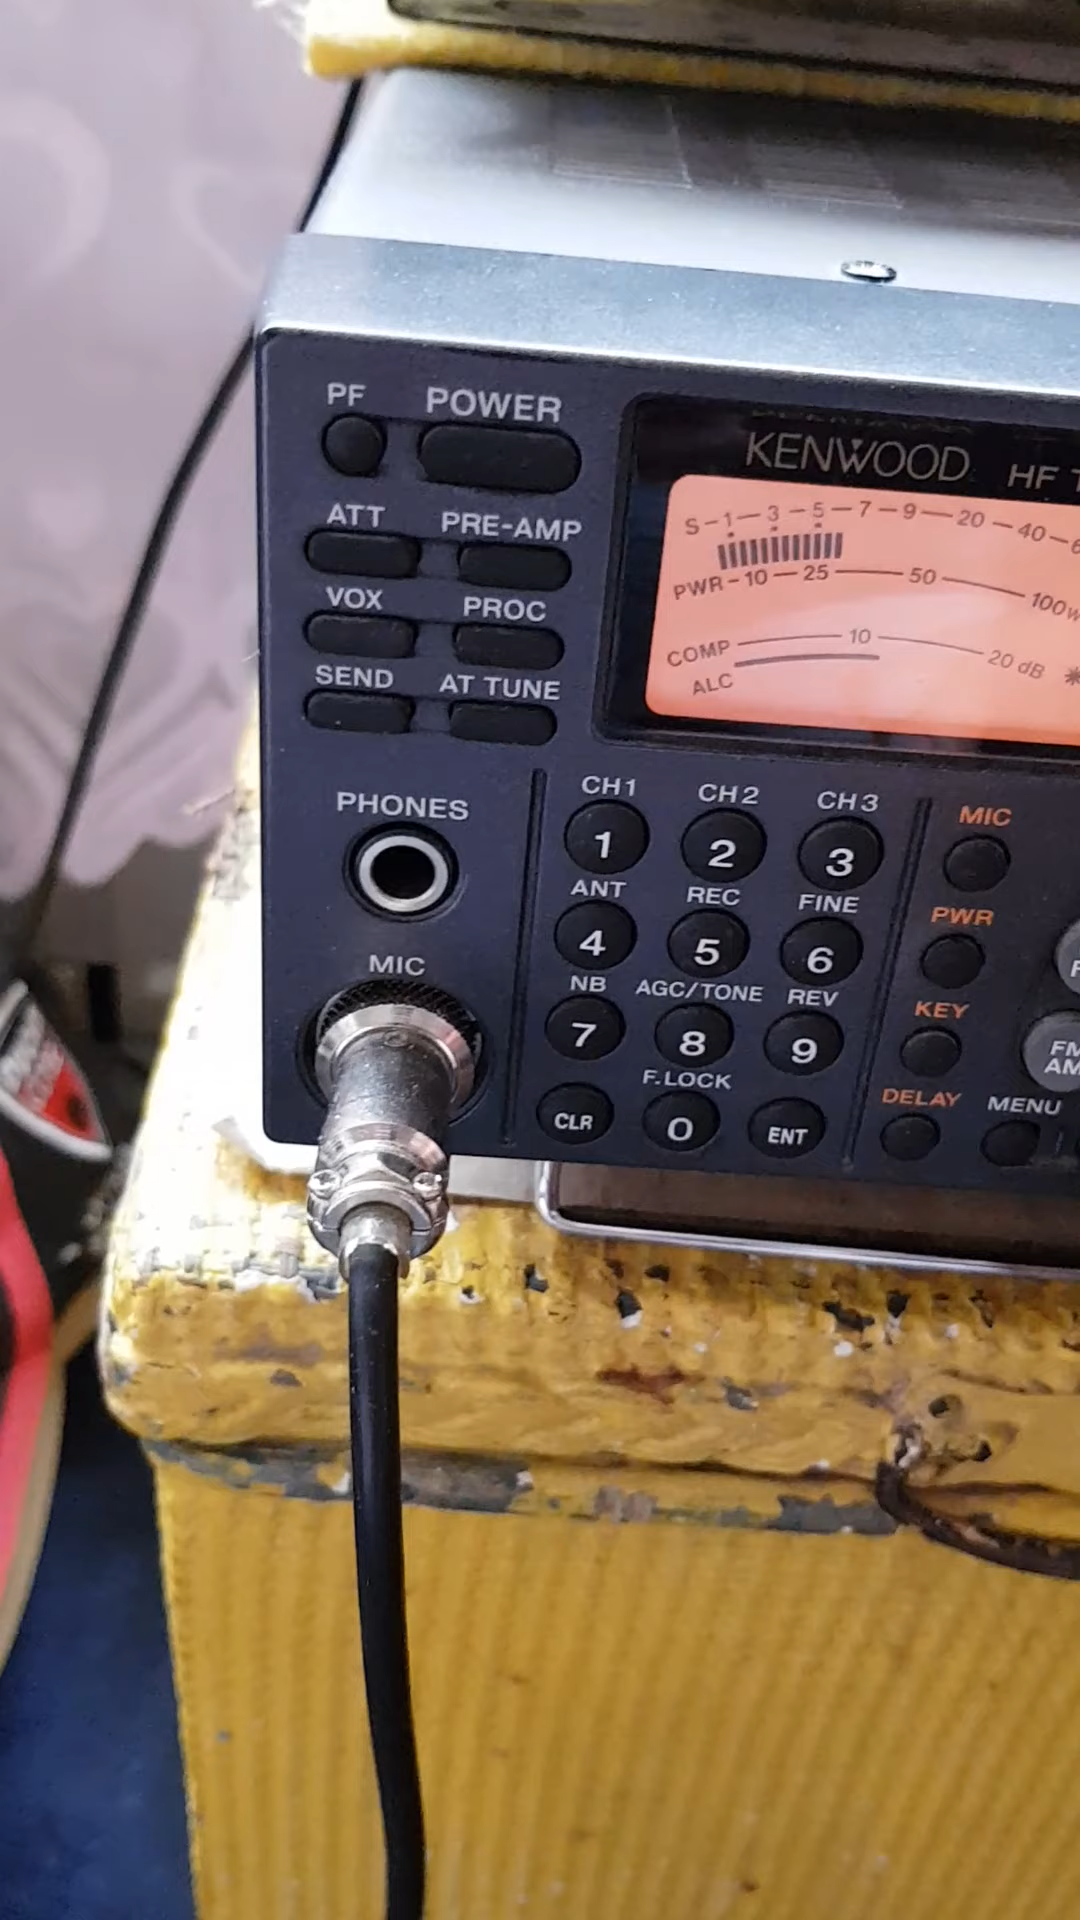 PF POWER
KENWOOD HF
ATT PRE-AMP
S-1-3-5-7-9-20-40-
PWR-10-25-50-100W
VOX PROC
COMP 10 20 dB
ALC
SEND AT TUNE
PHONES
CH1 CH2 CH3
1 2 3
MIC
ANT REC FINE
4 5 6
PWR
MIC
NB AGC/TONE REV
7 8 9
KEY
FM
AM
F.LOCK
CLR 0 ENT
DELAY MENU